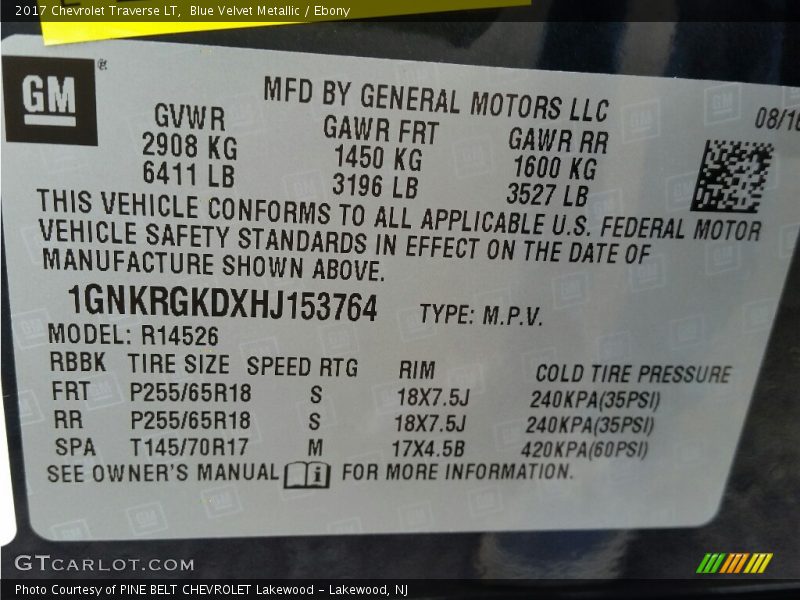 2017 Chevrolet Traverse LT,  Blue Velvet Metallic / Ebony
GM ®
MFD BY GENERAL MOTORS LLC
08/16
GVWR GAWR FRT GAWR RR
2908 KG 1450 KG 1600 KG
6411 LB 3196 LB 3527 LB
THIS VEHICLE CONFORMS TO ALL APPLICABLE U.S. FEDERAL MOTOR
VEHICLE SAFETY STANDARDS IN EFFECT ON THE DATE OF
MANUFACTURE SHOWN ABOVE.
1GNKRGKDXHJ153764 TYPE: M.P.V.
MODEL: R14526
RBBK TIRE SIZE SPEED RTG RIM COLD TIRE PRESSURE
FRT P255/65R18 S 18X7.5J 240KPA(35PSI)
RR P255/65R18 S 18X7.5J 240KPA(35PSI)
SPA T145/70R17 M 17X4.5B 420KPA(60PSI)
SEE OWNER'S MANUAL i FOR MORE INFORMATION.
GTCARLOT.COM
Photo Courtesy of PINE BELT CHEVROLET Lakewood - Lakewood, NJ